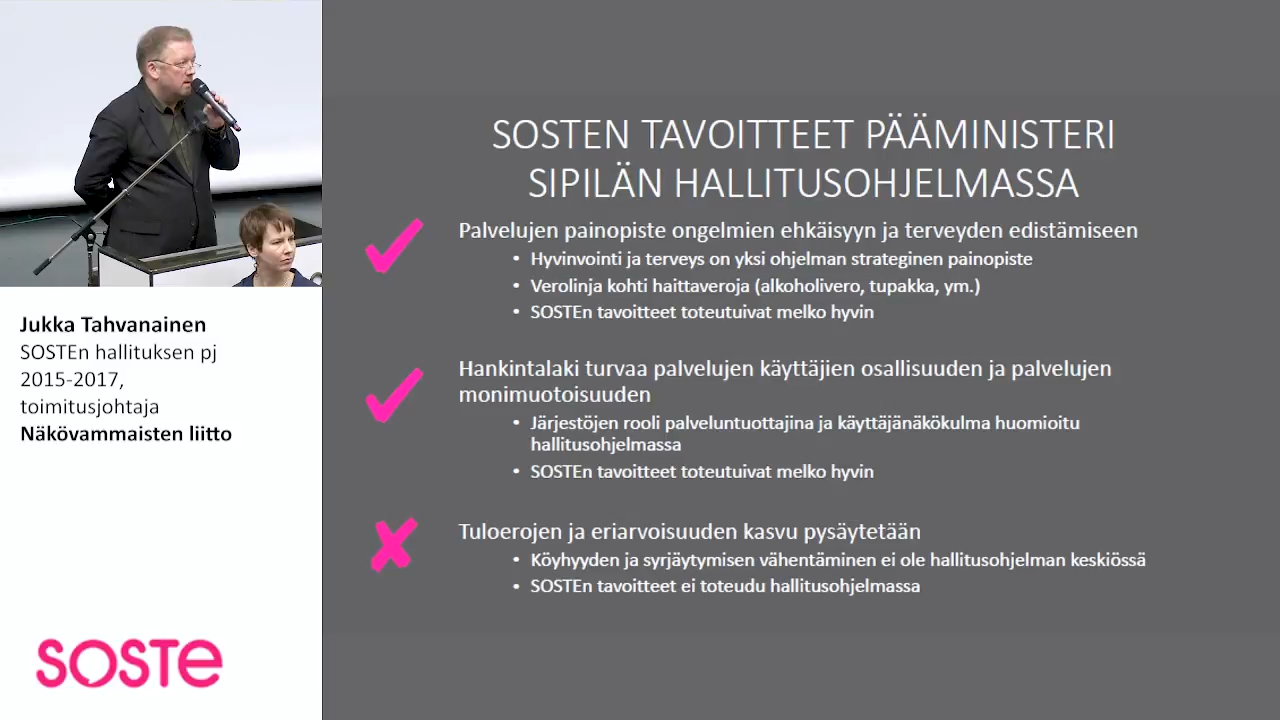 Jukka Tahvanainen
SOSTEn hallituksen pj
2015-2017,
toimitusjohtaja
Näkövammaisten liitto
SOSTE
SOSTEN TAVOITTEET PÄÄMINISTERI
SIPILÄN HALLITUSOHJELMASSA
Palvelujen painopiste ongelmien ehkäisyyn ja terveyden edistämiseen
• Hyvinvointi ja terveys on yksi ohjelman strateginen painopiste
• Verolinja kohti haittaveroja (alkoholivero, tupakka, ym.)
• SOSTEn tavoitteet toteutuivat melko hyvin
Hankintalaki turvaa palvelujen käyttäjien osallisuuden ja palvelujen
monimuotoisuuden
• Järjestöjen rooli palveluntuottajina ja käyttäjänäkökulma huomioitu
hallitusohjelmassa
• SOSTEn tavoitteet toteutuivat melko hyvin
Tuloerojen ja eriarvoisuuden kasvu pysäytetään
• Köyhyyden ja syrjäytymisen vähentäminen ei ole hallitusohjelman keskiössä
• SOSTEn tavoitteet ei toteudu hallitusohjelmassa